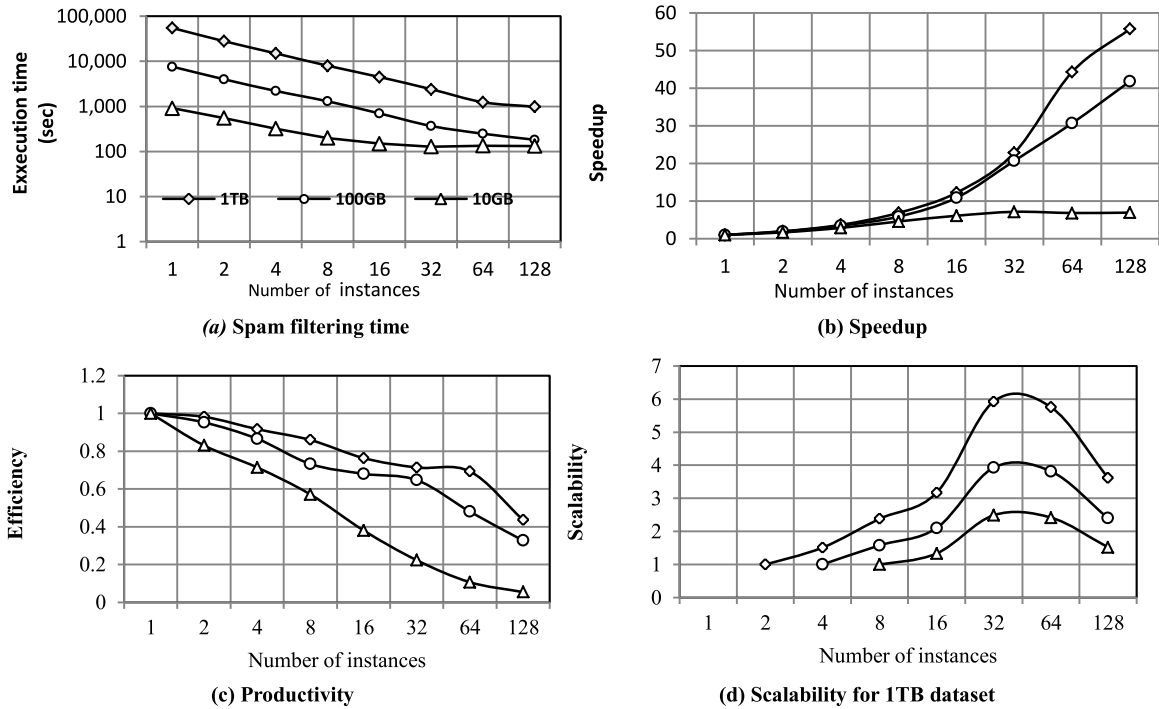 100,000
10,000
1,000
100
10
1
Exxecution time
(sec)
1TB 100GB 10GB
1 2 4 8 16 32 64 128
Number of instances
(a) Spam filtering time
60
50
40
30
20
10
0
Speedup
1 2 4 8 16 32 64 128
Number of instances
(b) Speedup
1.2
1
0.8
0.6
0.4
0.2
0
Efficiency
1 2 4 8 16 32 64 128
Number of instances
(c) Productivity
7
6
5
4
3
2
1
0
Scalability
1 2 4 8 16 32 64 128
Number of instances
(d) Scalability for 1TB dataset